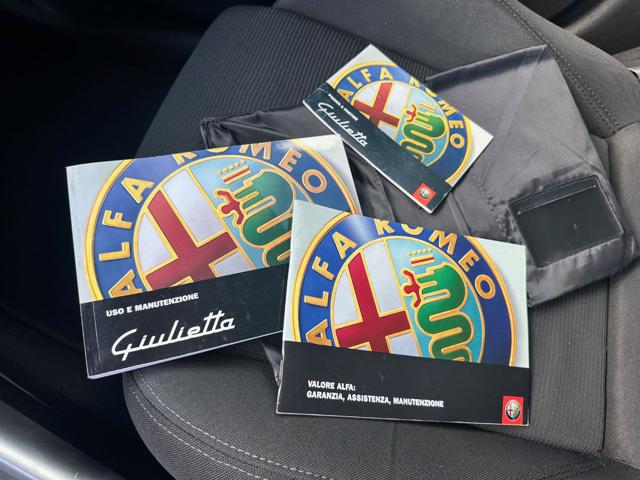 ALFA ROMEO
Giulietta
ALFA ROMEO
USO E MANUTENZIONE
Giulietta
ALFA ROMEO
VALORE ALFA:
GARANZIA, ASSISTENZA, MANUTENZIONE